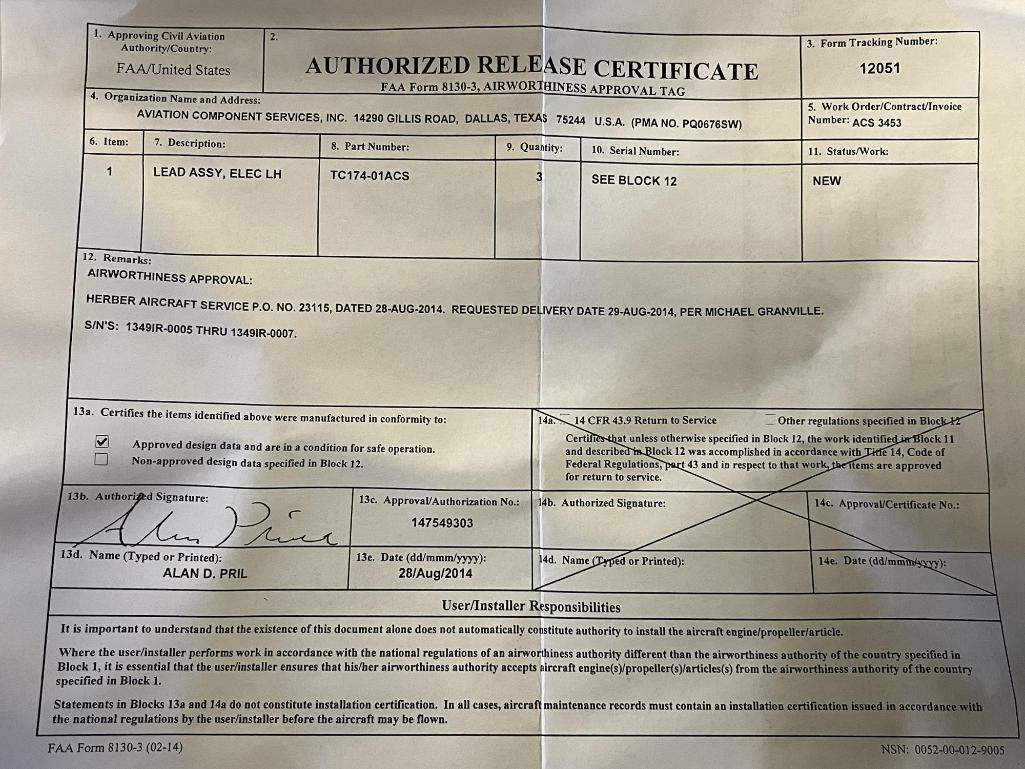 1. Approving Civil Aviation
Authority/Country:
FAA/United States
2.
AUTHORIZED RELEASE CERTIFICATE
FAA Form 8130-3, AIRWORTHINESS APPROVAL TAG
3. Form Tracking Number:
12051
4. Organization Name and Address:
AVIATION COMPONENT SERVICES, INC. 14290 GILLIS ROAD, DALLAS, TEXAS 75244 U.S.A. (PMA NO. PQ0676SW)
5. Work Order/Contract/Invoice
Number: ACS 3453
6. Item:
7. Description:
8. Part Number:
9. Quantity:
10. Serial Number:
11. Status/Work:
1
LEAD ASSY, ELEC LH
TC174-01ACS
3
SEE BLOCK 12
NEW
12. Remarks:
AIRWORTHINESS APPROVAL:
HERBER AIRCRAFT SERVICE P.O. NO. 23115, DATED 28-AUG-2014. REQUESTED DELIVERY DATE 29-AUG-2014, PER MICHAEL GRANVILLE.
S/N'S: 1349IR-0005 THRU 1349IR-0007.
13a. Certifies the items identified above were manufactured in conformity to:
Approved design data and are in a condition for safe operation.
Non-approved design data specified in Block 12.
14a. 14 CFR 43.9 Return to Service Other regulations specified in Block 12
Certifies that unless otherwise specified in Block 12, the work identified in Block 11
and described in Block 12 was accomplished in accordance with Title 14, Code of
Federal Regulations, part 43 and in respect to that work, the items are approved
for return to service.
13b. Authorized Signature:
Alan Pril
13c. Approval/Authorization No.:
147549303
14b. Authorized Signature:
14c. Approval/Certificate No.:
13d. Name (Typed or Printed):
ALAN D. PRIL
13e. Date (dd/mmm/yyyy):
28/Aug/2014
14d. Name (Typed or Printed):
14e. Date (dd/mmm/yyyy):
User/Installer Responsibilities
It is important to understand that the existence of this document alone does not automatically constitute authority to install the aircraft engine/propeller/article.
Where the user/installer performs work in accordance with the national regulations of an airworthiness authority different than the airworthiness authority of the country specified in
Block 1, it is essential that the user/installer ensures that his/her airworthiness authority accepts aircraft engine(s)/propeller(s)/articles(s) from the airworthiness authority of the country
specified in Block 1.
Statements in Blocks 13a and 14a do not constitute installation certification. In all cases, aircraft maintenance records must contain an installation certification issued in accordance with
the national regulations by the user/installer before the aircraft may be flown.
FAA Form 8130-3 (02-14)
NSN: 0052-00-012-9005